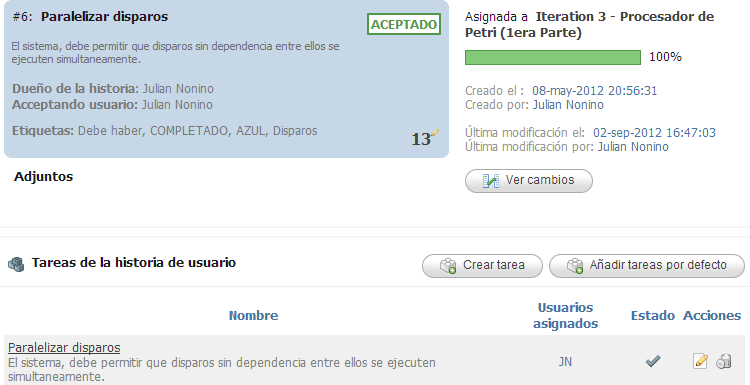 #6: Paralelizar disparos
ACEPTADO
El sistema, debe permitir que disparos sin dependencia entre ellos se
ejecuten simultaneamente.
Dueño de la historia: Julian Nonino
Acceptando usuario: Julian Nonino
Etiquetas: Debe haber, COMPLETADO, AZUL, Disparos
13
Asignada a Iteration 3 - Procesador de
Petri (1era Parte)
100%
Creado el : 08-may-2012 20:56:31
Creado por: Julian Nonino
Última modificación el: 02-sep-2012 16:47:03
Última modificación por: Julian Nonino
Ver cambios
Adjuntos
Tareas de la historia de usuario
Crear tarea
Añadir tareas por defecto
Nombre
Usuarios
asignados
Estado
Acciones
Paralelizar disparos
El sistema, debe permitir que disparos sin dependencia entre ellos se ejecuten
simultaneamente.
JN